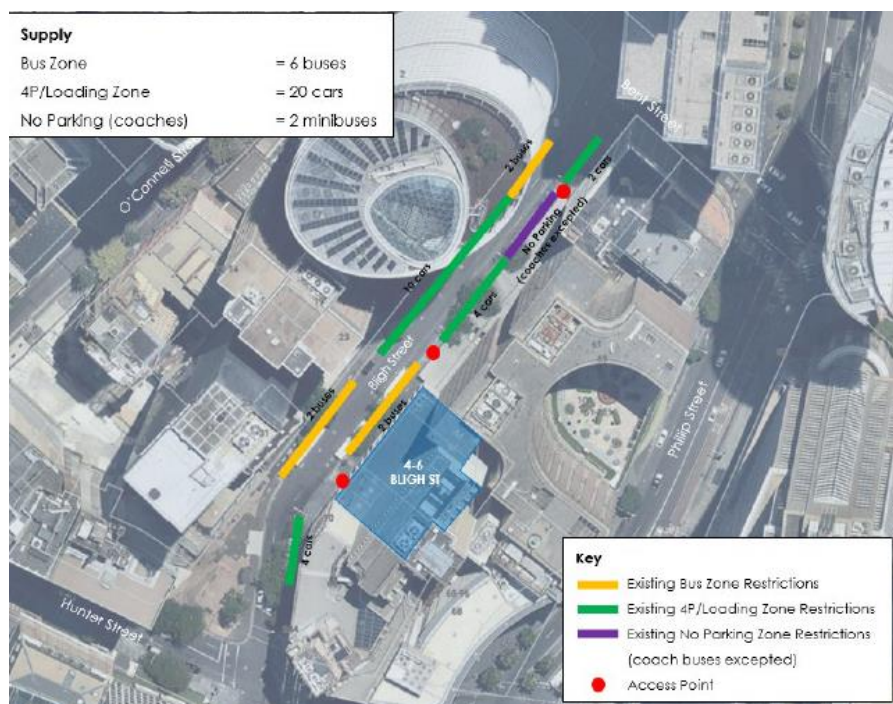 Supply
Bus Zone = 6 buses
4P/Loading Zone = 20 cars
No Parking (coaches) = 2 minibuses
Bent Street
O'Connell Street
2 buses
2 cars
No Parking
(coaches excepted)
10 cars
4 cars
Bligh Street
2 buses
2 buses
4-6
BLIGH ST
Phillip Street
4 cars
Hunter Street
Key
Existing Bus Zone Restrictions
Existing 4P/Loading Zone Restrictions
Existing No Parking Zone Restrictions
(coach buses excepted)
Access Point